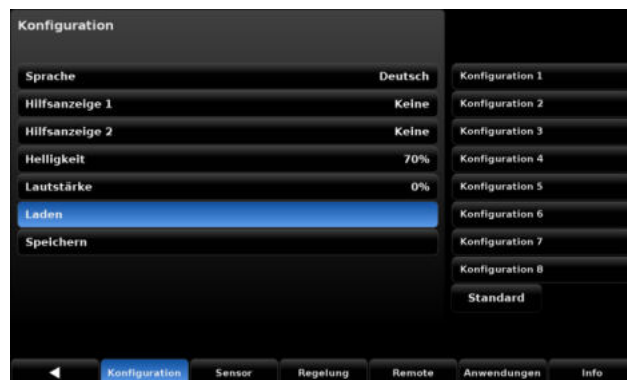 Konfiguration
Sprache Deutsch
Hilfsanzeige 1 Keine
Hilfsanzeige 2 Keine
Helligkeit 70%
Lautstärke 0%
Laden
Speichern
Konfiguration 1
Konfiguration 2
Konfiguration 3
Konfiguration 4
Konfiguration 5
Konfiguration 6
Konfiguration 7
Konfiguration 8
Standard
Konfiguration Sensor Regelung Remote Anwendungen Info